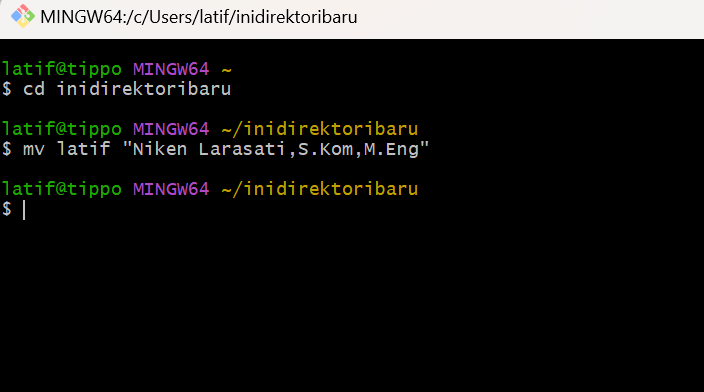 MINGW64:/c/Users/latif/inidirektoribaru
latif@tippo MINGW64 ~
$ cd inidirektoribaru
latif@tippo MINGW64 ~/inidirektoribaru
$ mv latif "Niken Larasati,S.Kom,M.Eng"
latif@tippo MINGW64 ~/inidirektoribaru
$